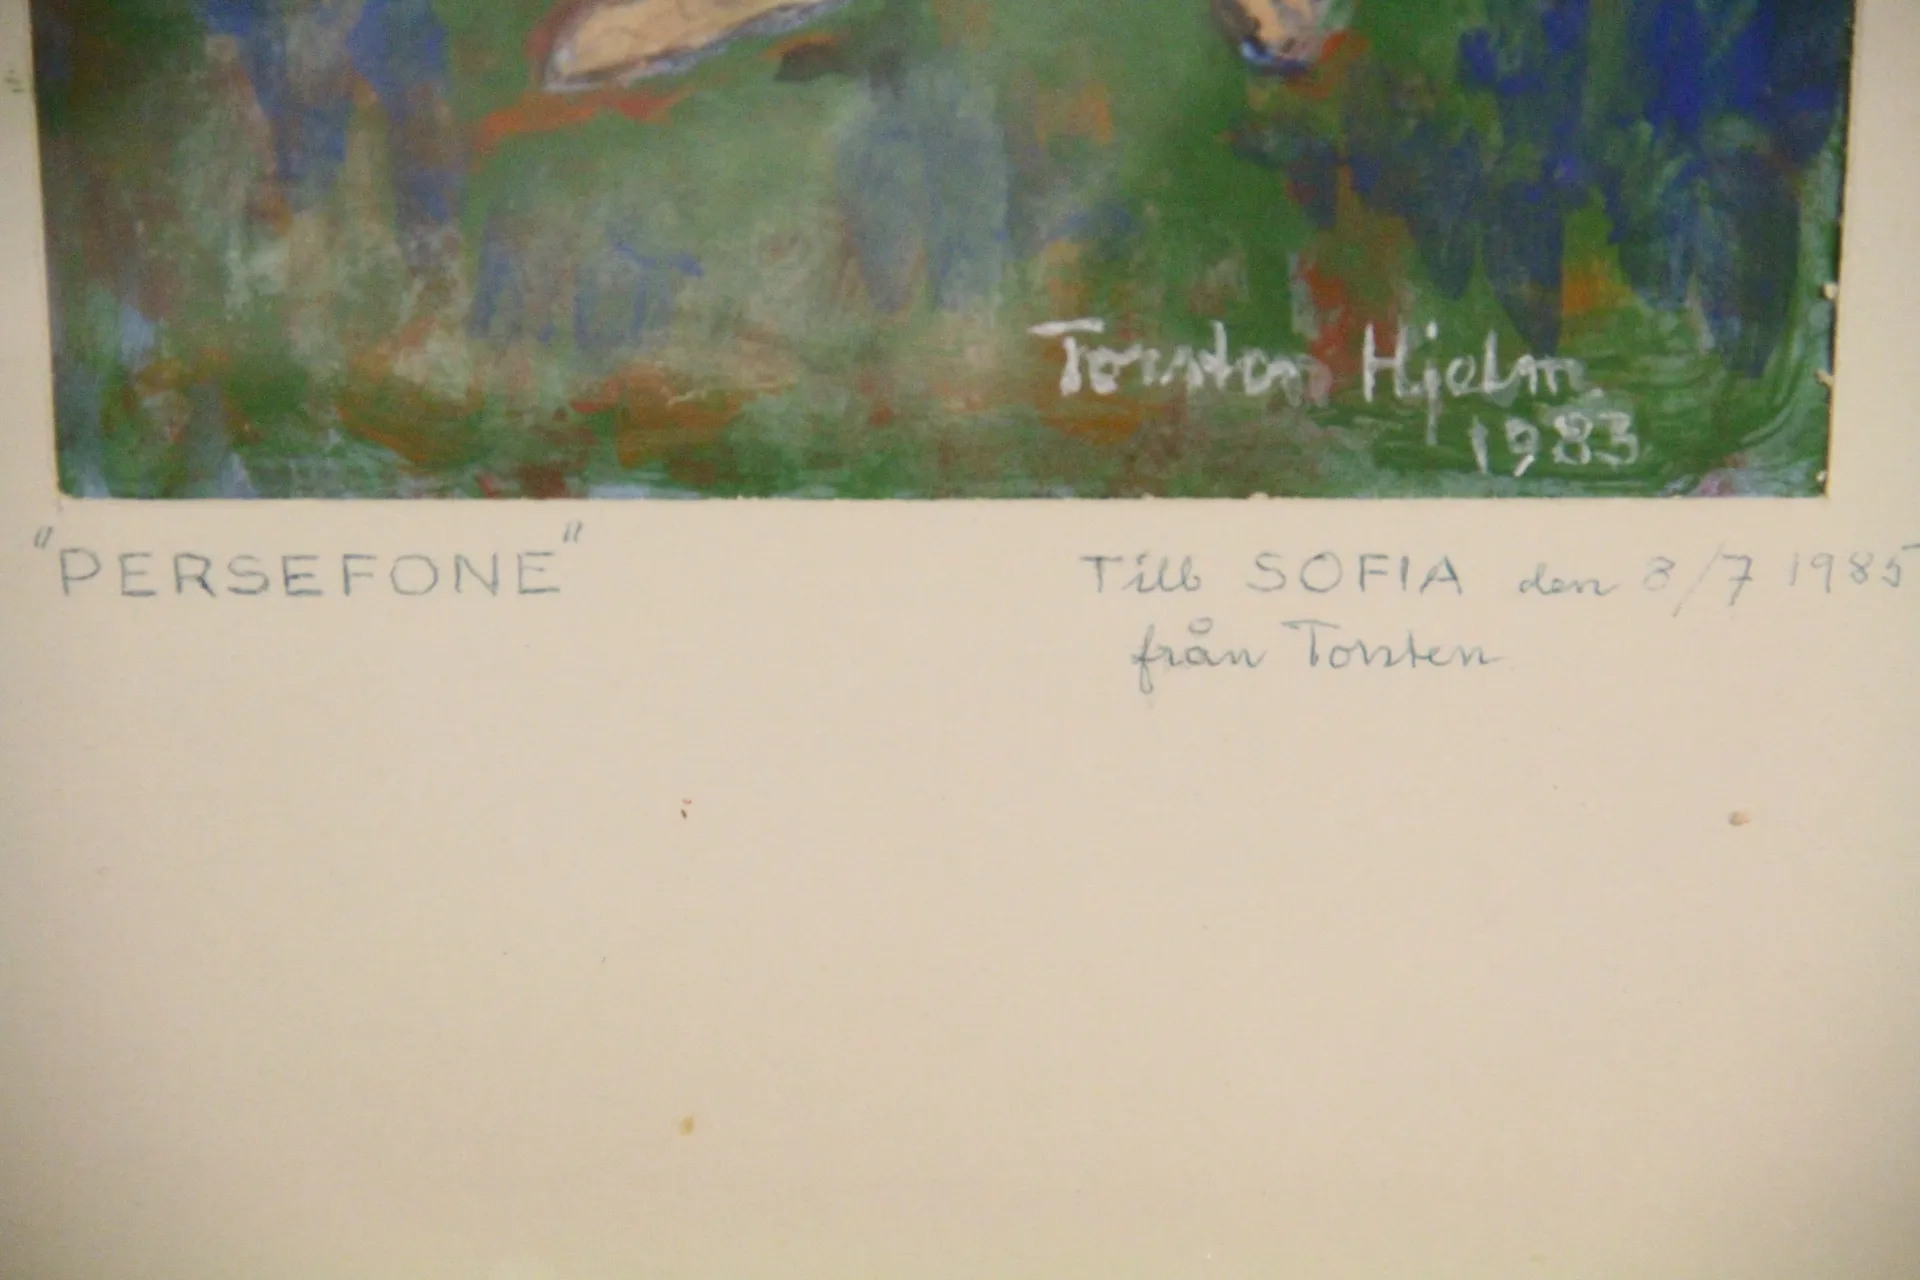 Torsten Hjelm
1983
"PERSEFONE"
Till SOFIA den 8/7 1985
från Torsten